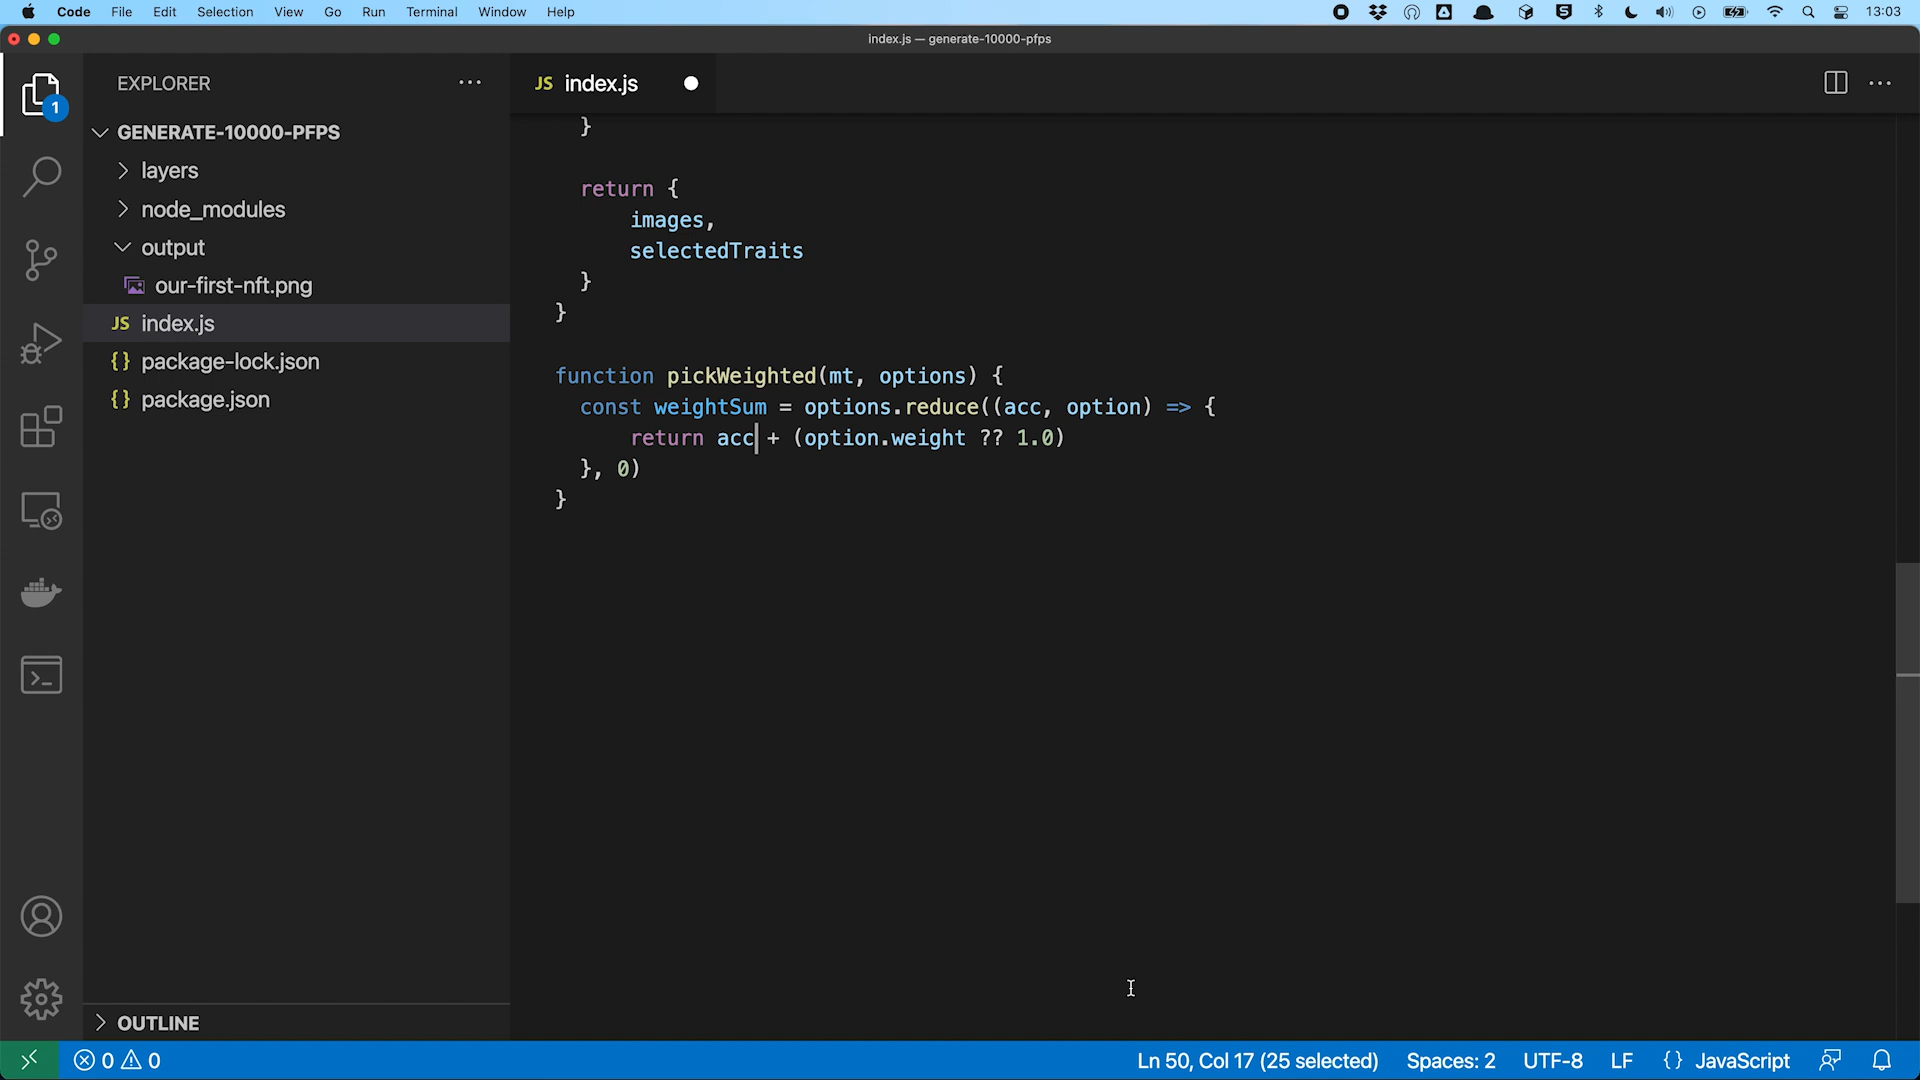 Code File Edit Selection View Go Run Terminal Window Help 13:03
index.js — generate-10000-pfps
1
EXPLORER
GENERATE-10000-PFPS
layers
node_modules
output
our-first-nft.png
JS index.js
{} package-lock.json
{} package.json
OUTLINE
JS index.js
}
return {
images,
selectedTraits
}
}
function pickWeighted(mt, options) {
const weightSum = options.reduce((acc, option) => {
return acc + (option.weight ?? 1.0)
}, 0)
}
0 0 Ln 50, Col 17 (25 selected) Spaces: 2 UTF-8 LF {} JavaScript